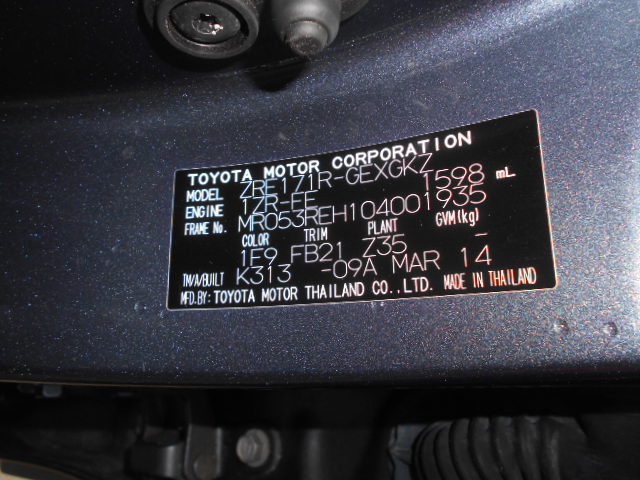 TOYOTA MOTOR CORPORATION
MODEL ZRE171R-GEXGKZ
ENGINE 1ZR-FE 1598 mL
FRAME No. MR053REH104001935
COLOR TRIM PLANT GVM(kg)
1F9 FB21 Z35 -
TM/A/BUILT K313 -09A MAR 14
MFD.BY: TOYOTA MOTOR THAILAND CO.,LTD. MADE IN THAILAND